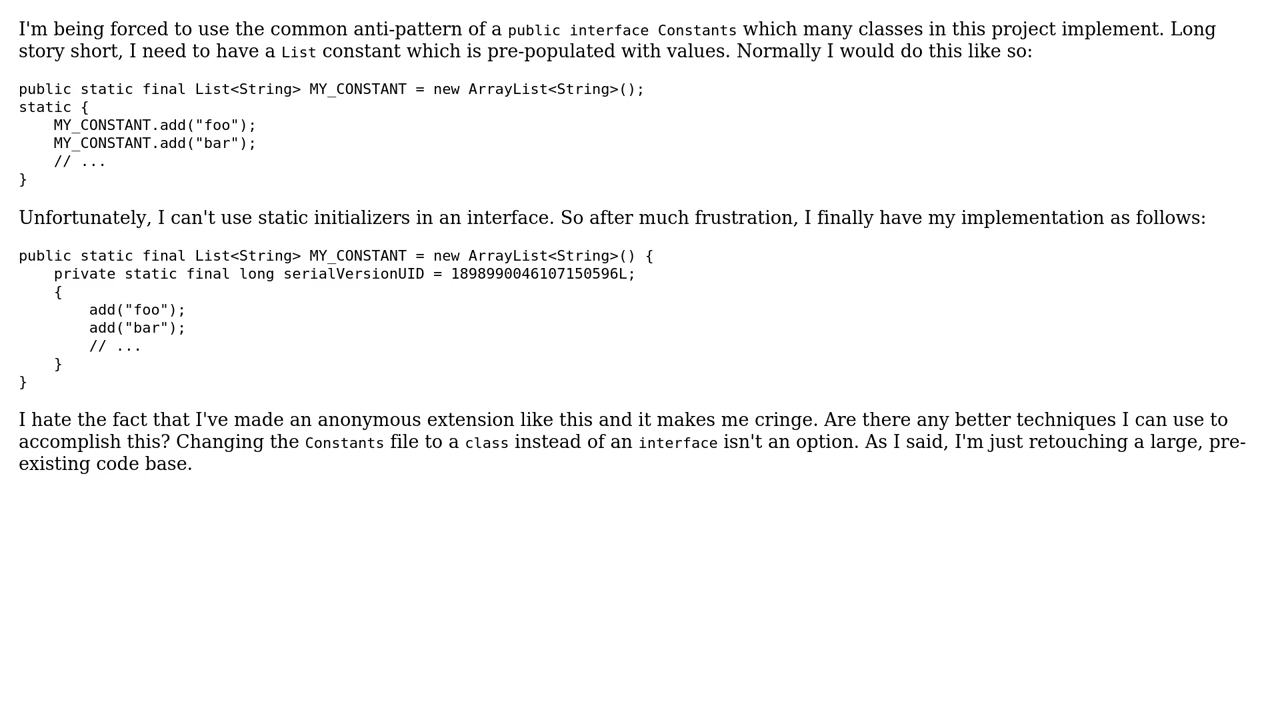 I'm being forced to use the common anti-pattern of a public interface Constants which many classes in this project implement. Long
story short, I need to have a List constant which is pre-populated with values. Normally I would do this like so:
public static final List<String> MY_CONSTANT = new ArrayList<String>();
static {
    MY_CONSTANT.add("foo");
    MY_CONSTANT.add("bar");
    // ...
}
Unfortunately, I can't use static initializers in an interface. So after much frustration, I finally have my implementation as follows:
public static final List<String> MY_CONSTANT = new ArrayList<String>() {
    private static final long serialVersionUID = 1898990046107150596L;
    {
        add("foo");
        add("bar");
        // ...
    }
}
I hate the fact that I've made an anonymous extension like this and it makes me cringe. Are there any better techniques I can use to
accomplish this? Changing the Constants file to a class instead of an interface isn't an option. As I said, I'm just retouching a large, pre-
existing code base.